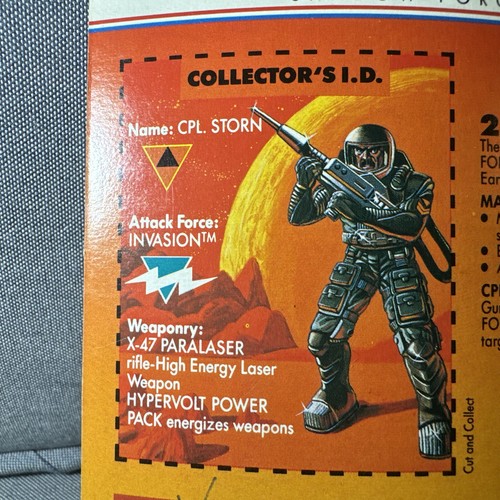 COLLECTOR'S I.D.
Name: CPL. STORN
Attack Force:
INVASION™
Weaponry:
X-47 PARALASER
rifle-High Energy Laser
Weapon
HYPERVOLT POWER
PACK energizes weapons
Cut and Collect
2
The
FO
Ear
MA
CP
Gu
FO
targ